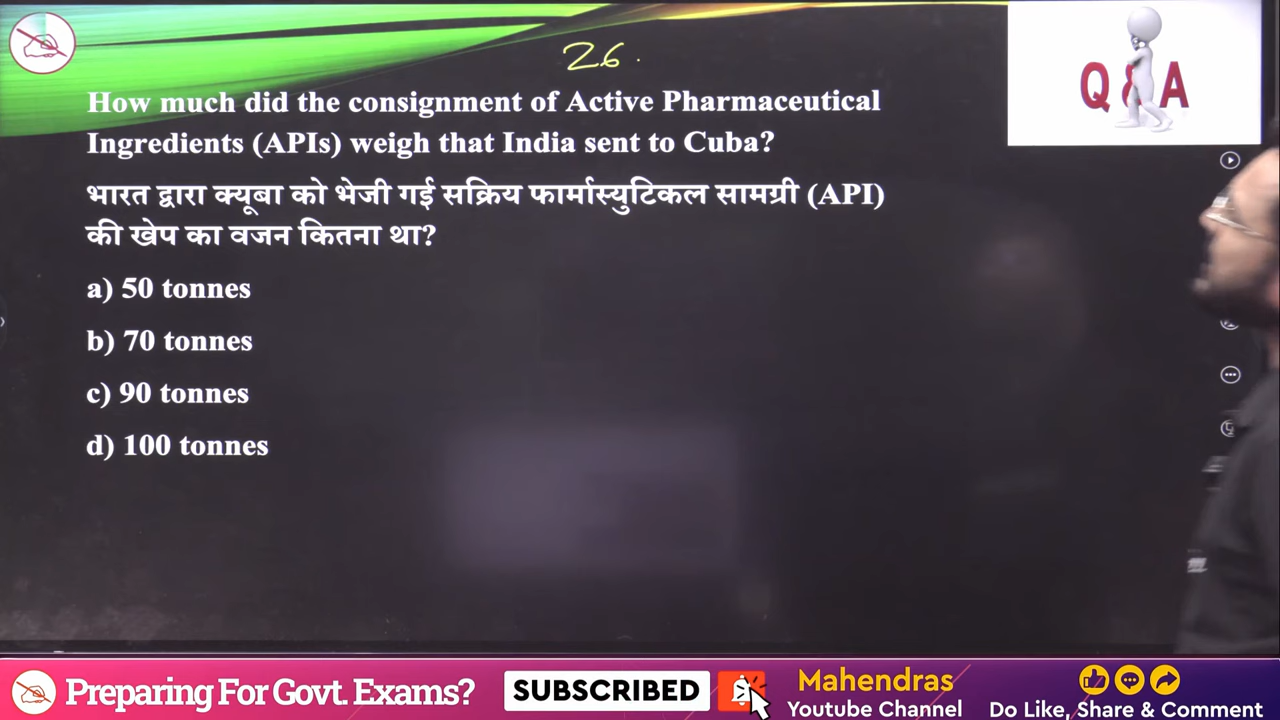 26.
Q & A
How much did the consignment of Active Pharmaceutical
Ingredients (APIs) weigh that India sent to Cuba?
भारत द्वारा क्यूबा को भेजी गई सक्रिय फार्मास्युटिकल सामग्री (API)
की खेप का वजन कितना था?
a) 50 tonnes
b) 70 tonnes
c) 90 tonnes
d) 100 tonnes
Preparing For Govt. Exams?
SUBSCRIBED
Mahendras
Youtube Channel
Do Like, Share & Comment